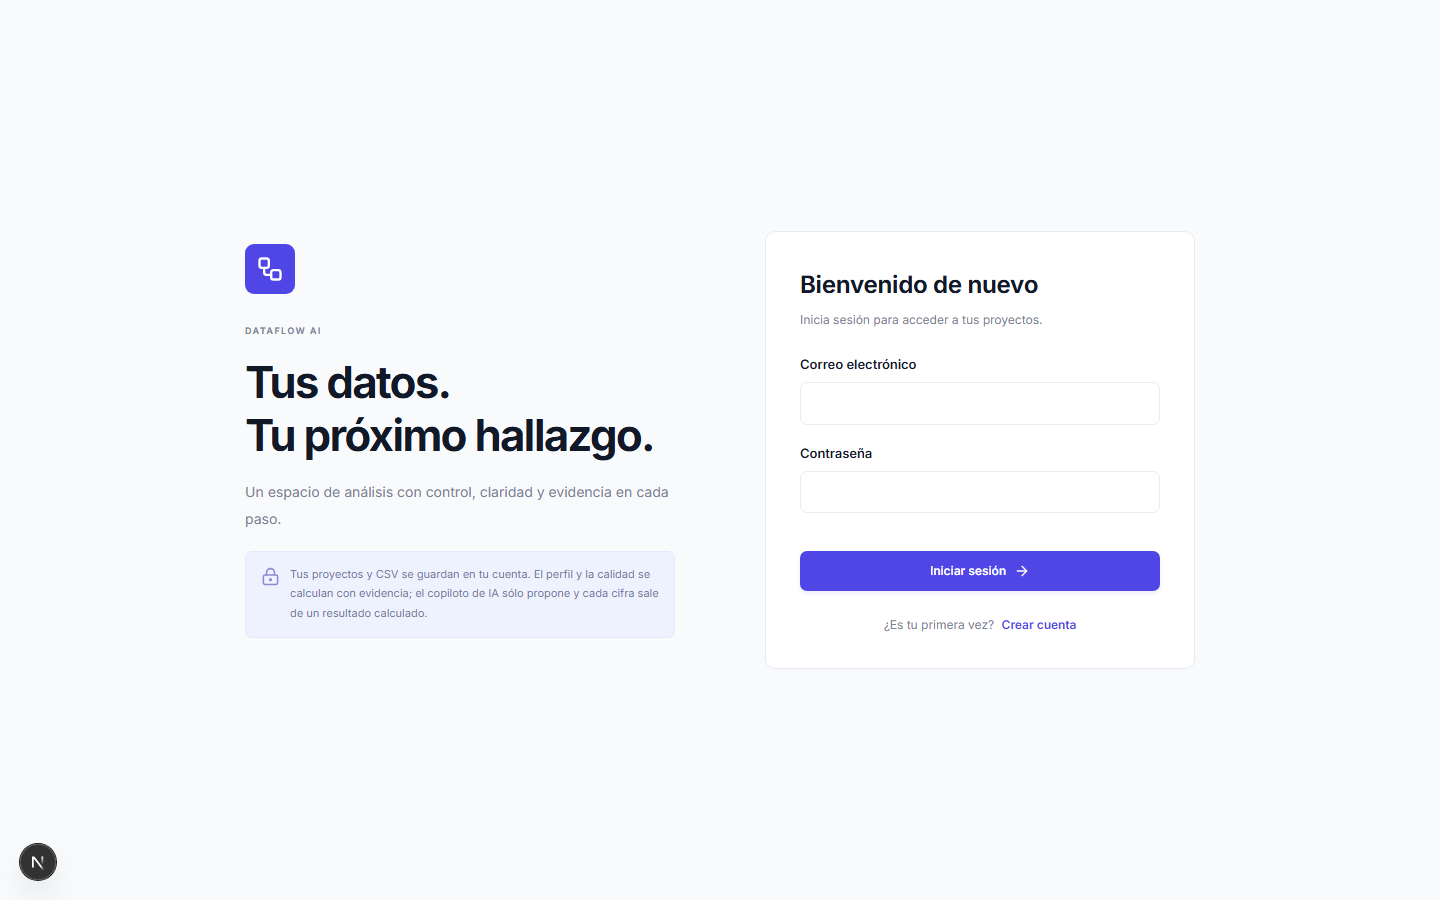 DATAFLOW AI
Tus datos.
Tu próximo hallazgo.
Un espacio de análisis con control, claridad y evidencia en cada
paso.
Tus proyectos y CSV se guardan en tu cuenta. El perfil y la calidad se
calculan con evidencia; el copiloto de IA sólo propone y cada cifra sale
de un resultado calculado.
Bienvenido de nuevo
Inicia sesión para acceder a tus proyectos.
Correo electrónico
Contraseña
Iniciar sesión
¿Es tu primera vez? Crear cuenta
N